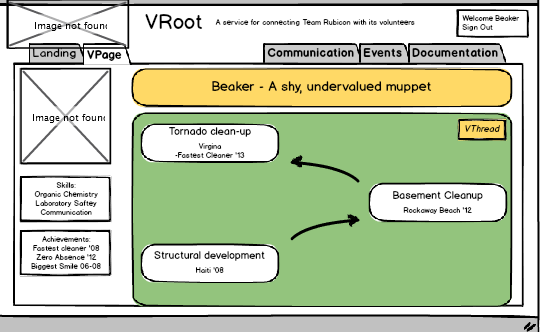 Image not found
VRoot
A service for connecting Team Rubicon with its volunteers
Welcome Beaker
Sign Out
Landing
VPage
Communication
Events
Documentation
Image not found
Beaker - A shy, undervalued muppet
VThread
Tornado clean-up
Virgina
-Fastest Cleaner '13
Basement Cleanup
Rockaway Beach '12
Structural development
Haiti '08
Skills:
Organic Chemistry
Laboratory Saftey
Communication
Achievements:
Fastest cleaner '08
Zero Absence '12
Biggest Smile 06-08